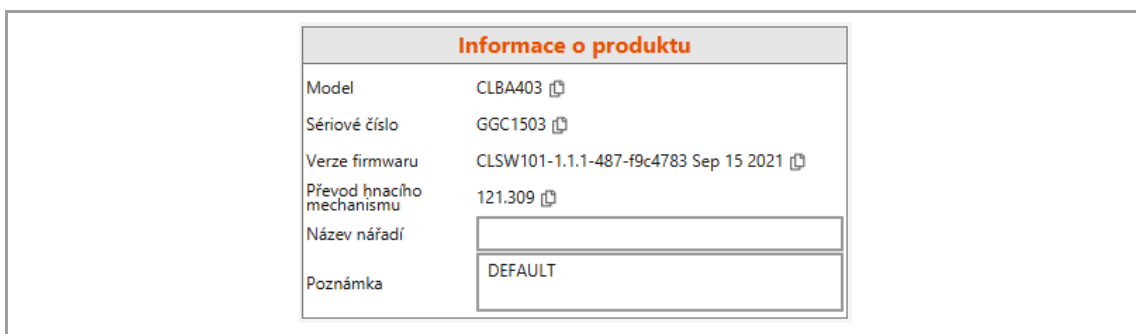 Informace o produktu
Model CLBA403
Sériové číslo GGC1503
Verze firmwaru CLSW101-1.1.1-487-f9c4783 Sep 15 2021
Převod hnacího
mechanismu 121.309
Název nářadí
Poznámka DEFAULT